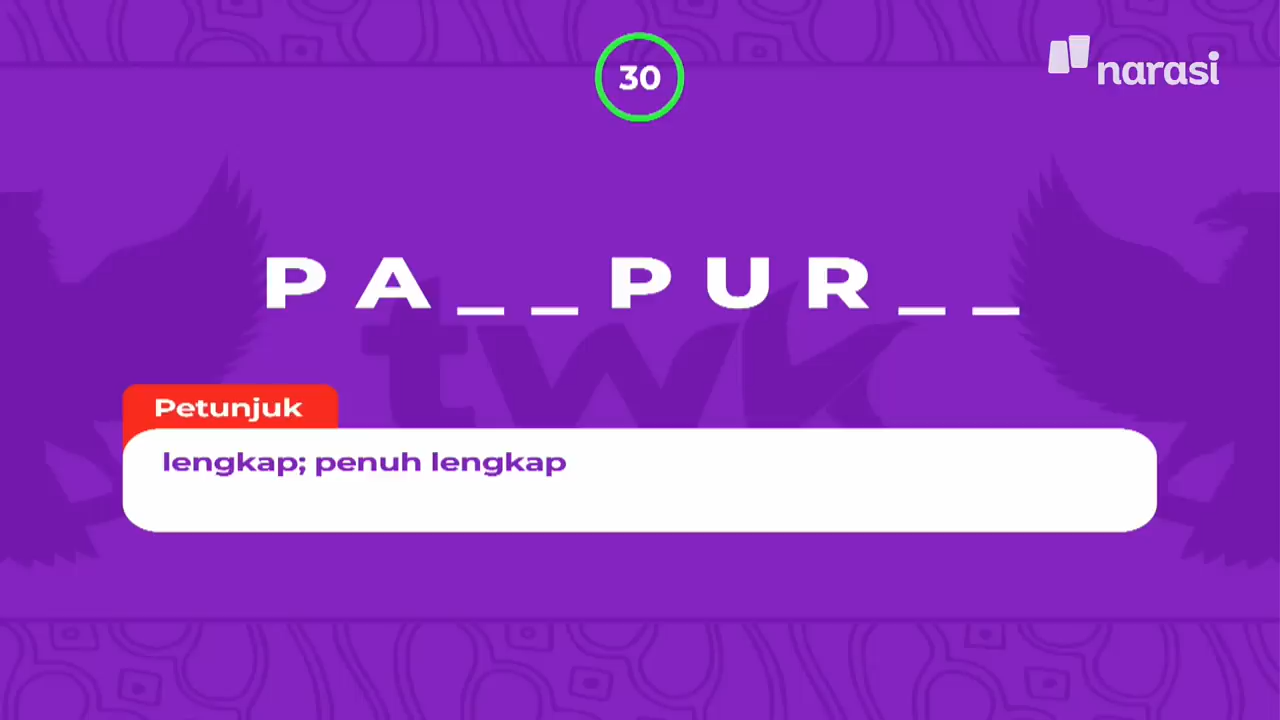 30
narasi
P A _ _ P U R _ _
twk
Petunjuk
lengkap; penuh lengkap